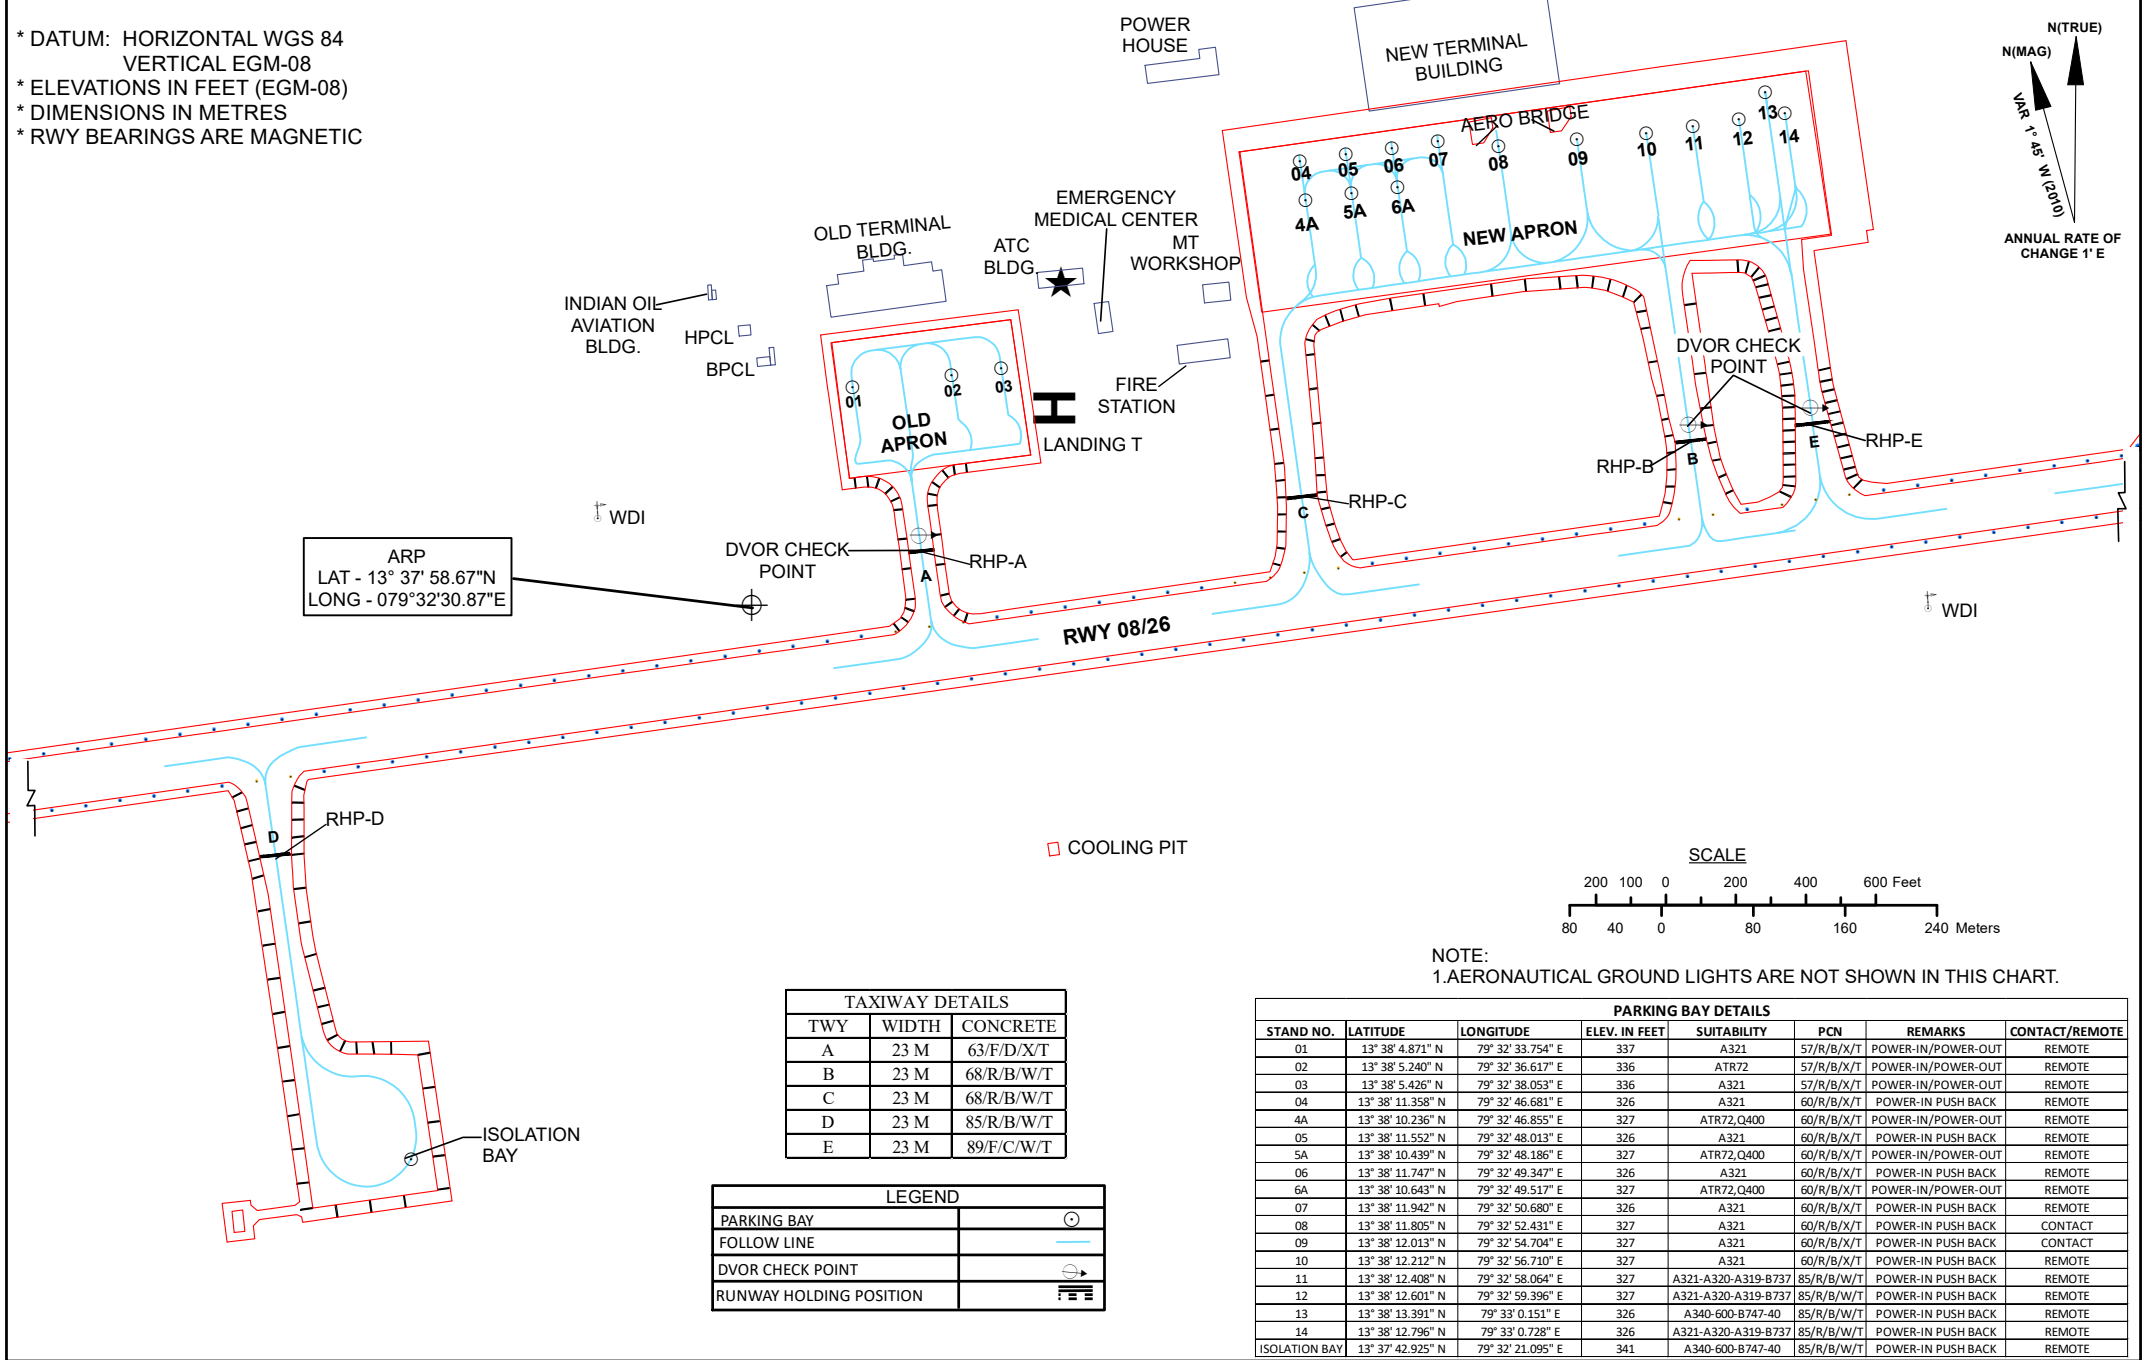 * DATUM: HORIZONTAL WGS 84
VERTICAL EGM-08
* ELEVATIONS IN FEET (EGM-08)
* DIMENSIONS IN METRES
* RWY BEARINGS ARE MAGNETIC
POWER
HOUSE
NEW TERMINAL
BUILDING
N(TRUE)
N(MAG)
VAR 1° 45' W (2010)
ANNUAL RATE OF
CHANGE 1' E
AERO BRIDGE
04
05
06
07
08
09
10
11
12
13
14
4A
5A
6A
NEW APRON
EMERGENCY
MEDICAL CENTER
MT
WORKSHOP
ATC
BLDG.
OLD TERMINAL
BLDG.
INDIAN OIL
AVIATION
BLDG.
HPCL
BPCL
FIRE
STATION
01
02
03
OLD
APRON
LANDING T
DVOR CHECK
POINT
RHP-E
E
RHP-B
B
RHP-C
C
WDI
ARP
LAT - 13° 37' 58.67"N
LONG - 079°32'30.87"E
DVOR CHECK
POINT
RHP-A
A
RWY 08/26
WDI
RHP-D
D
COOLING PIT
ISOLATION
BAY
SCALE
200 100 0 200 400 600 Feet
80 40 0 80 160 240 Meters
NOTE:
1.AERONAUTICAL GROUND LIGHTS ARE NOT SHOWN IN THIS CHART.
TAXIWAY DETAILS
TWY WIDTH CONCRETE
A 23 M 63/F/D/X/T
B 23 M 68/R/B/W/T
C 23 M 68/R/B/W/T
D 23 M 85/R/B/W/T
E 23 M 89/F/C/W/T
LEGEND
PARKING BAY
FOLLOW LINE
DVOR CHECK POINT
RUNWAY HOLDING POSITION
PARKING BAY DETAILS
STAND NO. LATITUDE LONGITUDE ELEV. IN FEET SUITABILITY PCN REMARKS CONTACT/REMOTE
01 13° 38' 4.871" N 79° 32' 33.754" E 337 A321 57/R/B/X/T POWER-IN/POWER-OUT REMOTE
02 13° 38' 5.240" N 79° 32' 36.617" E 336 ATR72 57/R/B/X/T POWER-IN/POWER-OUT REMOTE
03 13° 38' 5.426" N 79° 32' 38.053" E 336 A321 57/R/B/X/T POWER-IN/POWER-OUT REMOTE
04 13° 38' 11.358" N 79° 32' 46.681" E 326 A321 60/R/B/X/T POWER-IN PUSH BACK REMOTE
4A 13° 38' 10.236" N 79° 32' 46.855" E 327 ATR72,Q400 60/R/B/X/T POWER-IN/POWER-OUT REMOTE
05 13° 38' 11.552" N 79° 32' 48.013" E 326 A321 60/R/B/X/T POWER-IN PUSH BACK REMOTE
5A 13° 38' 10.439" N 79° 32' 48.186" E 327 ATR72,Q400 60/R/B/X/T POWER-IN/POWER-OUT REMOTE
06 13° 38' 11.747" N 79° 32' 49.347" E 326 A321 60/R/B/X/T POWER-IN PUSH BACK REMOTE
6A 13° 38' 10.643" N 79° 32' 49.517" E 327 ATR72,Q400 60/R/B/X/T POWER-IN/POWER-OUT REMOTE
07 13° 38' 11.942" N 79° 32' 50.680" E 326 A321 60/R/B/X/T POWER-IN PUSH BACK REMOTE
08 13° 38' 11.805" N 79° 32' 52.431" E 327 A321 60/R/B/X/T POWER-IN PUSH BACK CONTACT
09 13° 38' 12.013" N 79° 32' 54.704" E 327 A321 60/R/B/X/T POWER-IN PUSH BACK CONTACT
10 13° 38' 12.212" N 79° 32' 56.710" E 327 A321 60/R/B/X/T POWER-IN PUSH BACK REMOTE
11 13° 38' 12.408" N 79° 32' 58.064" E 327 A321-A320-A319-B737 85/R/B/W/T POWER-IN PUSH BACK REMOTE
12 13° 38' 12.601" N 79° 32' 59.396" E 327 A321-A320-A319-B737 85/R/B/W/T POWER-IN PUSH BACK REMOTE
13 13° 38' 13.391" N 79° 33' 0.151" E 326 A340-600-B747-40 85/R/B/W/T POWER-IN PUSH BACK REMOTE
14 13° 38' 12.796" N 79° 33' 0.728" E 326 A321-A320-A319-B737 85/R/B/W/T POWER-IN PUSH BACK REMOTE
ISOLATION BAY 13° 37' 42.925" N 79° 32' 21.095" E 341 A340-600-B747-40 85/R/B/W/T POWER-IN PUSH BACK REMOTE